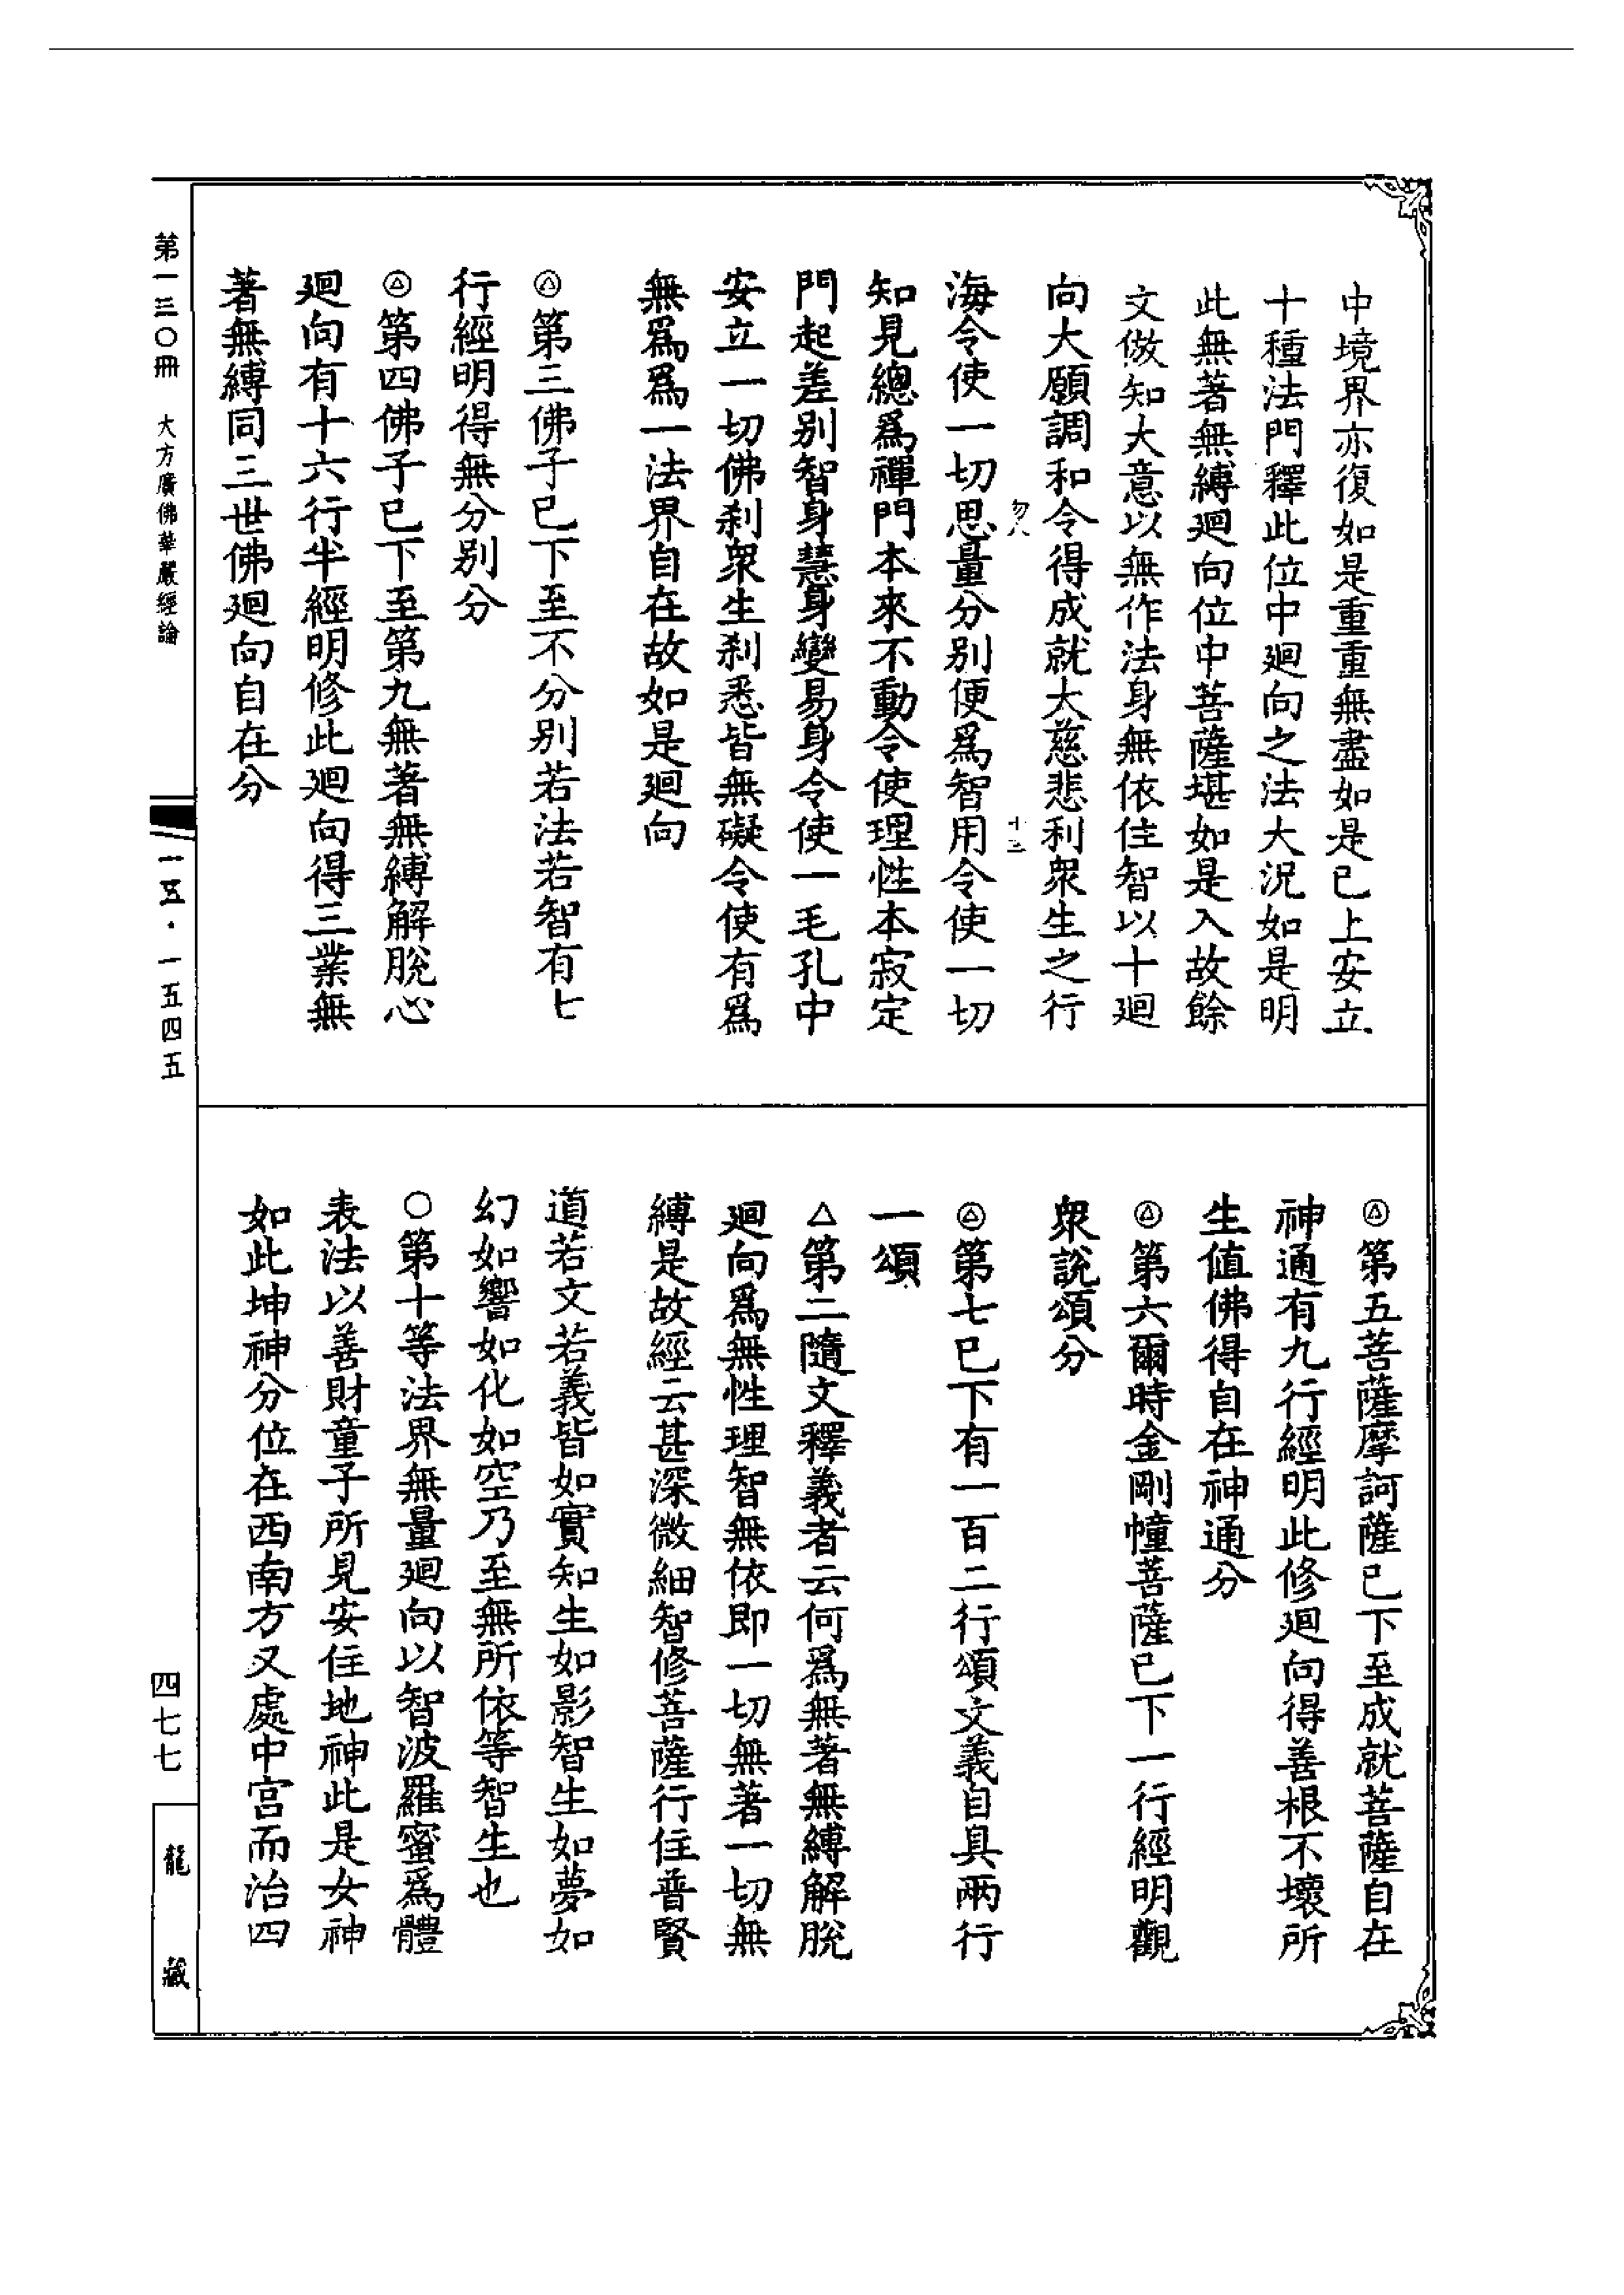 中境界亦復如是重重無盡如是已上安立
十種法門釋此位中廻向之法大況如是明
此無著無縛廻向位中菩薩堪如是入故餘
文倣知大意以無作法身無依住智以十廻
向大願調和令得成就大慈悲利衆生之行
海令使一切思量分別便爲智用令使一切
知見總爲禪門本來不動令使理性本寂定
門起差別智身慧身變易身令使一毛孔中
安立一切佛刹衆生刹悉皆無礙令使有爲
無爲爲一法界自在故如是廻向
◬第三佛子已下至不分別若法若智有七
行經明得無分別分
◬第四佛子已下至第九無著無縛解脫心
廻向有十六行半經明修此廻向得三業無
著無縛同三世佛廻向自在分
◬第五菩薩摩訶薩已下至成就菩薩自在
神通有九行經明此修廻向得善根不壞所
生值佛得自在神通分
◬第六爾時金剛幢菩薩已下一行經明觀
衆說頌分
◬第七已下有一百二行頌文義自具兩行
一頌
△第二隨文釋義者云何爲無著無縛解脫
廻向爲無性理智無依即一切無著一切無
縛是故經云甚深微細智修菩薩行住普賢
道若文若義皆如實知生如影智生如夢如
幻如響如化如空乃至無所依等智生也
○第十等法界無量廻向以智波羅蜜爲體
表法以善財童子所見安住地神此是女神
如此坤神分位在西南方又處中宮而治四
第一三〇冊 大方廣佛華嚴經論
一五·一五四五
四七七
龍藏